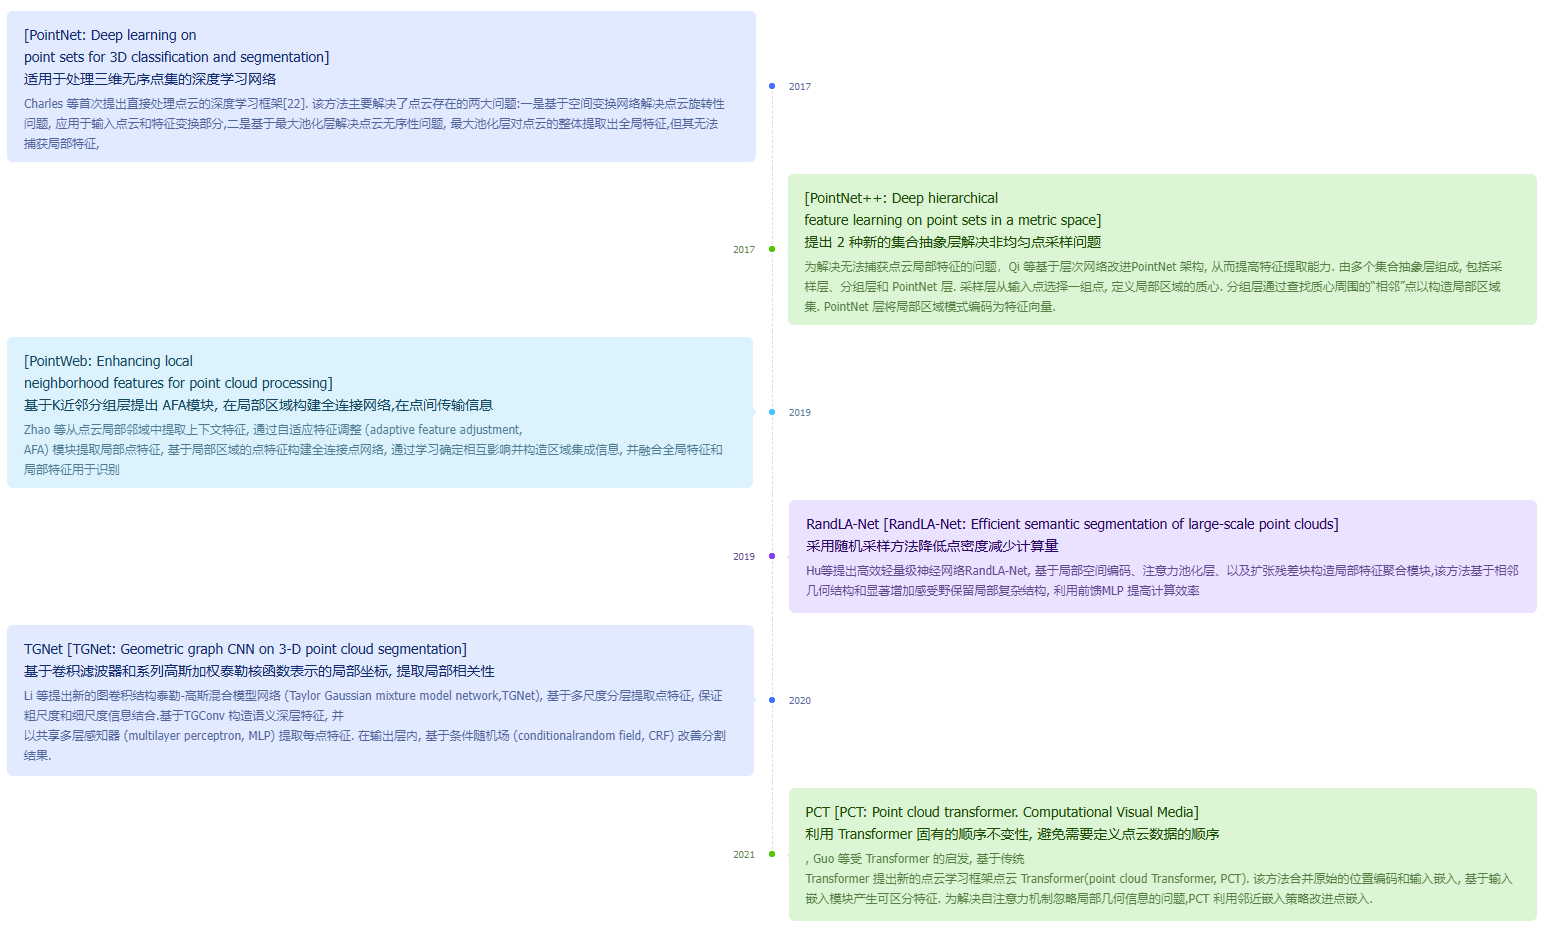 [PointNet: Deep learning on
point sets for 3D classification and segmentation]
适用于处理三维无序点集的深度学习网络
Charles 等首次提出直接处理点云的深度学习框架[22]. 该方法主要解决了点云存在的两大问题:一是基于空间变换网络解决点云旋转性
问题, 应用于输入点云和特征变换部分,二是基于最大池化层解决点云无序性问题, 最大池化层对点云的整体提取出全局特征,但其无法
捕获局部特征,
2017
[PointNet++: Deep hierarchical
feature learning on point sets in a metric space]
提出 2 种新的集合抽象层解决非均匀点采样问题
为解决无法捕获点云局部特征的问题，Qi 等基于层次网络改进PointNet 架构, 从而提高特征提取能力. 由多个集合抽象层组成, 包括采
样层、分组层和 PointNet 层. 采样层从输入点选择一组点, 定义局部区域的质心. 分组层通过查找质心周围的“相邻”点以构造局部区域
集. PointNet 层将局部区域模式编码为特征向量.
2017
[PointWeb: Enhancing local
neighborhood features for point cloud processing]
基于K近邻分组层提出 AFA模块, 在局部区域构建全连接网络,在点间传输信息
Zhao 等从点云局部邻域中提取上下文特征, 通过自适应特征调整 (adaptive feature adjustment,
AFA) 模块提取局部点特征, 基于局部区域的点特征构建全连接点网络, 通过学习确定相互影响并构造区域集成信息, 并融合全局特征和
局部特征用于识别
2019
RandLA-Net [RandLA-Net: Efficient semantic segmentation of large-scale point clouds]
采用随机采样方法降低点密度减少计算量
Hu等提出高效轻量级神经网络RandLA-Net, 基于局部空间编码、注意力池化层、以及扩张残差块构造局部特征聚合模块,该方法基于相邻
几何结构和显著增加感受野保留局部复杂结构, 利用前馈MLP 提高计算效率
2019
TGNet [TGNet: Geometric graph CNN on 3-D point cloud segmentation]
基于卷积滤波器和系列高斯加权泰勒核函数表示的局部坐标, 提取局部相关性
Li 等提出新的图卷积结构泰勒-高斯混合模型网络 (Taylor Gaussian mixture model network,TGNet), 基于多尺度分层提取点特征, 保证
粗尺度和细尺度信息结合.基于TGConv 构造语义深层特征, 并
以共享多层感知器 (multilayer perceptron, MLP) 提取每点特征. 在输出层内, 基于条件随机场 (conditionalrandom field, CRF) 改善分割
结果.
2020
PCT [PCT: Point cloud transformer. Computational Visual Media]
利用 Transformer 固有的顺序不变性, 避免需要定义点云数据的顺序
, Guo 等受 Transformer 的启发, 基于传统
Transformer 提出新的点云学习框架点云 Transformer(point cloud Transformer, PCT). 该方法合并原始的位置编码和输入嵌入, 基于输入
嵌入模块产生可区分特征. 为解决自注意力机制忽略局部几何信息的问题,PCT 利用邻近嵌入策略改进点嵌入.
2021